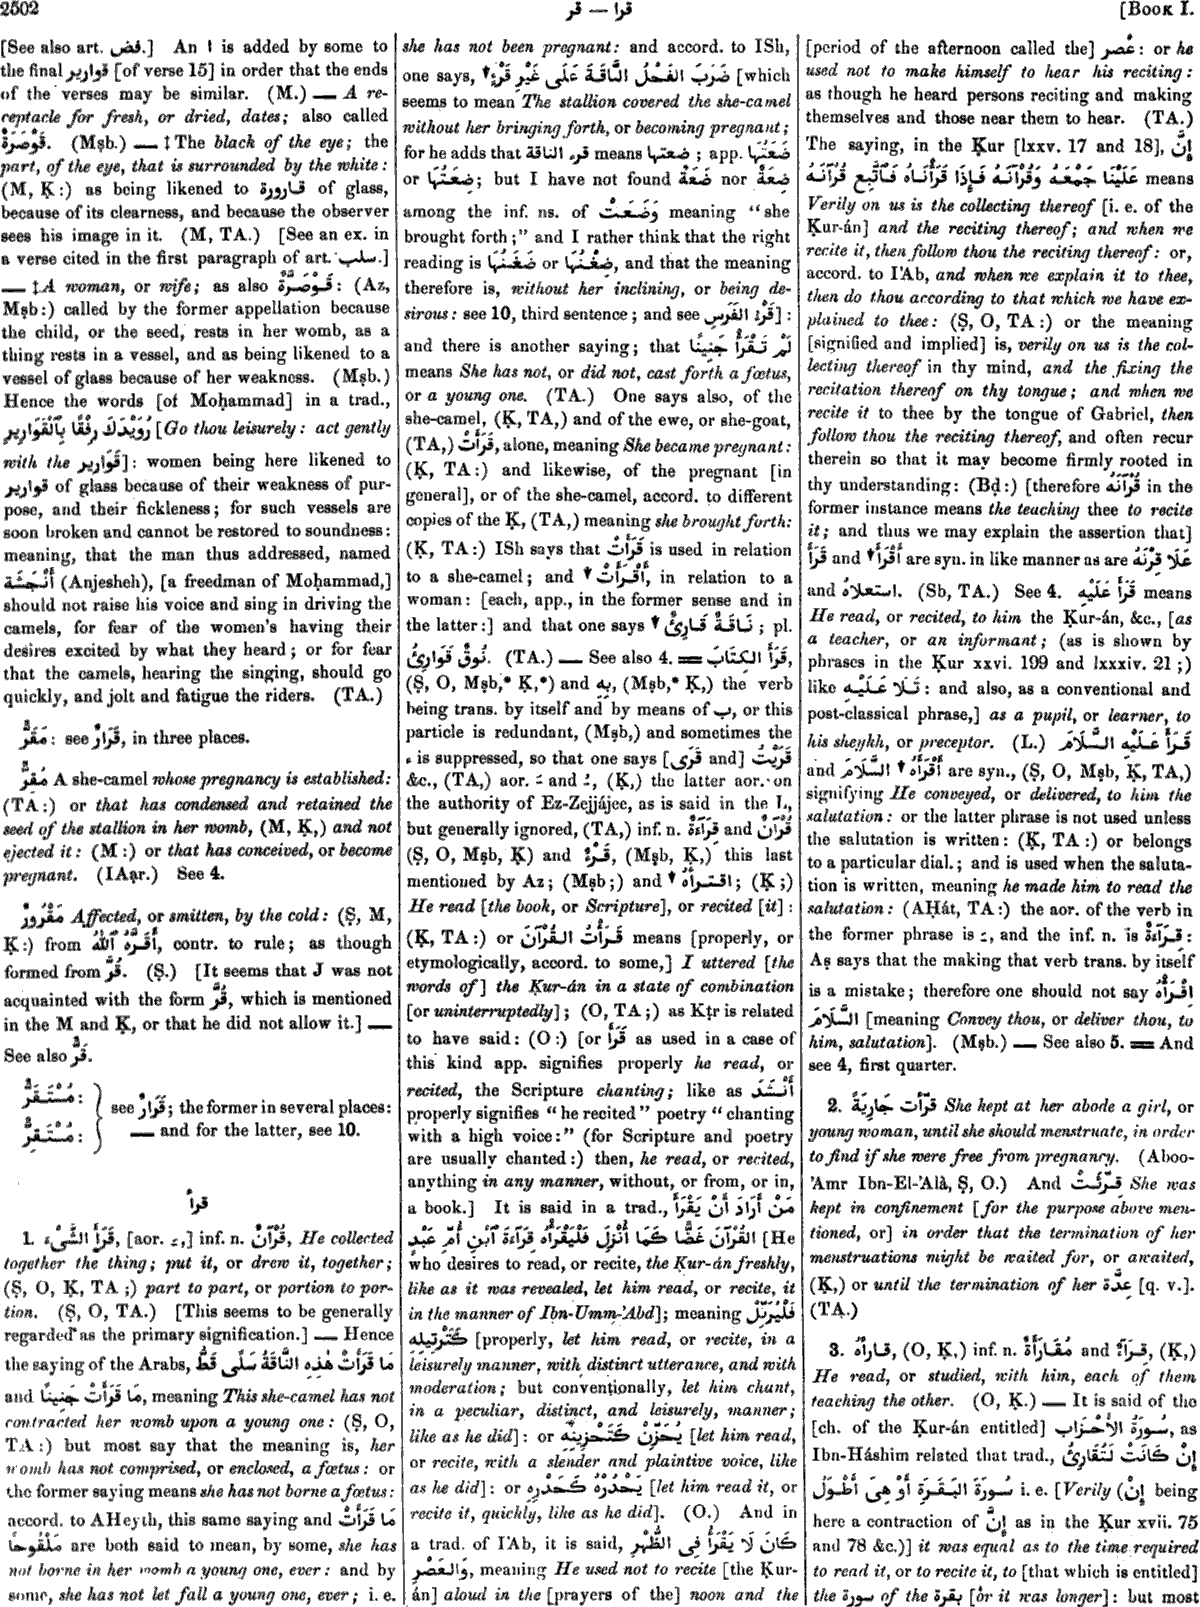 2502
قرا — قر
[BOOK I.
[See also art. فض.] An ا is added by some to
the final قوارير [of verse 15] in order that the ends
of the verses may be similar. (M.) — A re-
ceptacle for fresh, or dried, dates; also called
قَوْصَرَّةٌ. (Mṣb.) — ‡ The black of the eye; the
part, of the eye, that is surrounded by the white:
(M, Ḳ:) as being likened to قارورة of glass,
because of its clearness, and because the observer
sees his image in it. (M, TA.) [See an ex. in
a verse cited in the first paragraph of art. سلب.]
— ‡ A woman, or wife; as also قَوْصَرَّةٌ: (Az,
Mṣb:) called by the former appellation because
the child, or the seed, rests in her womb, as a
thing rests in a vessel, and as being likened to a
vessel of glass because of her weakness. (Mṣb.)
Hence the words [of Moḥammad] in a trad.,
رُوَيْدَكَ رِفْقًا بِٱلْقَوَارِيرِ [Go thou leisurely: act gently
with the قَوَارِير]: women being here likened to
قوارير of glass because of their weakness of pur-
pose, and their fickleness; for such vessels are
soon broken and cannot be restored to soundness:
meaning, that the man thus addressed, named
أَنْجَشَة (Anjesheh), [a freedman of Moḥammad,]
should not raise his voice and sing in driving the
camels, for fear of the women's having their
desires excited by what they heard; or for fear
that the camels, hearing the singing, should go
quickly, and jolt and fatigue the riders. (TA.)
مَقَرٌّ: see قَرَارٌ, in three places.
مُقِرٌّ A she-camel whose pregnancy is established:
(TA:) or that has condensed and retained the
seed of the stallion in her womb, (M, Ḳ,) and not
ejected it: (M:) or that has conceived, or become
pregnant. (IAạr.) See 4.
مَقْرُورٌ Affected, or smitten, by the cold: (Ṣ, M,
Ḳ:) from أَقَرَّهُ ٱللّٰهُ, contr. to rule; as though
formed from قُرَّ. (Ṣ.) [It seems that J was not
acquainted with the form قُرَّ, which is mentioned
in the M and Ḳ, or that he did not allow it.] —
See also قَرٌّ.
مُسْتَقَرٌّ:
مُسْتَقِرٌّ:
see قَرَارٌ; the former in several places:
— and for the latter, see 10.
قرأ
1. قَرَأَ الشَّىْءَ, [aor. ـَ,] inf. n. قُرْآنٌ, He collected
together the thing; put it, or drew it, together;
(Ṣ, O, Ḳ, TA;) part to part, or portion to por-
tion. (Ṣ, O, TA.) [This seems to be generally
regarded as the primary signification.] — Hence
the saying of the Arabs, مَا قَرَأَتْ هٰذِهِ النَّاقَةُ سَلًى قَطُّ
and مَا قَرَأَتْ جَنِينًا, meaning This she-camel has not
contracted her womb upon a young one: (Ṣ, O,
TA:) but most say that the meaning is, her
womb has not comprised, or enclosed, a fœtus: or
the former saying means she has not borne a fœtus:
accord. to AHeyth, this same saying and مَا قَرَأَتْ
مَلْقُوحًا are both said to mean, by some, she has
not borne in her womb a young one, ever: and by
some, she has not let fall a young one, ever; i. e.
she has not been pregnant: and accord. to ISh,
one says, ضَرَبَ الفَحْلُ النَّاقَةَ عَلَى غَيْرِ قُرْءٍ [which
seems to mean The stallion covered the she-camel
without her bringing forth, or becoming pregnant;
for he adds that قرء الناقة means ضعتها; app. ضَعَتُهَا
or ضِعَتُهَا; but I have not found ضَعَةٌ nor ضِعَةٌ
among the inf. ns. of وَضَعَتْ meaning "she
brought forth;" and I rather think that the right
reading is ضَغَنُهَا or ضِغْنُهَا, and that the meaning
therefore is, without her inclining, or being de-
sirous: see 10, third sentence; and see قُرْءُ الفَرَسِ]:
and there is another saying; that لَمْ تَقْرَأْ جَنِينًا
means She has not, or did not, cast forth a fœtus,
or a young one. (TA.) One says also, of the
she-camel, (Ḳ, TA,) and of the ewe, or she-goat,
(TA,) قَرَأَتْ, alone, meaning She became pregnant:
(Ḳ, TA:) and likewise, of the pregnant [in
general], or of the she-camel, accord. to different
copies of the Ḳ, (TA,) meaning she brought forth:
(Ḳ, TA:) ISh says that قَرَأَتْ is used in relation
to a she-camel; and أَقْرَأَتْ, in relation to a
woman: [each, app., in the former sense and in
the latter:] and that one says نَاقَةٌ قَارِئٌ; pl.
نُوقٌ قَوَارِئُ. (TA.) — See also 4. = قَرَأَ الكِتَابَ,
(Ṣ, O, Mṣb,* Ḳ,*) and بِهِ, (Mṣb,* Ḳ,) the verb
being trans. by itself and by means of ب, or this
particle is redundant, (Mṣb,) and sometimes the
ء is suppressed, so that one says [قَرَى and] قَرَيْتُ
&c., (TA,) aor. ـَ and ـُ, (Ḳ,) the latter aor. on
the authority of Ez-Zejjájee, as is said in the L,
but generally ignored, (TA,) inf. n. قِرَآءَةٌ and قُرْآنٌ
(Ṣ, O, Mṣb, Ḳ) and قَرْءٌ, (Mṣb, Ḳ,) this last
mentioned by Az; (Mṣb;) and اقترأهُ; (Ḳ;)
He read [the book, or Scripture], or recited [it]:
(Ḳ, TA:) or قَرَأْتُ القُرْآنَ means [properly, or
etymologically, accord. to some,] I uttered [the
words of] the Ḳur-án in a state of combination
[or uninterruptedly]; (O, TA;) as Ḳṭr is related
to have said: (O:) [or قَرَأَ as used in a case of
this kind app. signifies properly he read, or
recited, the Scripture chanting; like as أَنْشَدَ
properly signifies "he recited" poetry "chanting
with a high voice:" (for Scripture and poetry
are usually chanted:) then, he read, or recited,
anything in any manner, without, or from, or in,
a book.] It is said in a trad., مَنْ أَرَادَ أَنْ يَقْرَأَ
القُرْآنَ غَضًّا كَمَا أُنْزِلَ فَلْيَقْرَأْهُ قِرَآءَةَ ٱبْنِ أُمِّ عَبْدٍ [He
who desires to read, or recite, the Ḳur-án freshly,
like as it was revealed, let him read, or recite, it
in the manner of Ibn-Umm-'Abd]; meaning فَلْيُرَتِّلْ
كَتَرْتِيلِهِ [properly, let him read, or recite, in a
leisurely manner, with distinct utterance, and with
moderation; but conventionally, let him chant,
in a peculiar, distinct, and leisurely, manner;
like as he did]: or يُحَزِّنْ كَتَحْزِينِهِ [let him read,
or recite, with a slender and plaintive voice, like
as he did]: or يَحْدُرْهُ كَحَدْرِهِ [let him read it, or
recite it, quickly, like as he did]. (O.) And in
a trad. of I'Ab, it is said, كَانَ لَا يَقْرَأُ فِى الظُّهْرِ
وَالعَصْرِ, meaning He used not to recite [the Ḳur-
án] aloud in the [prayers of the] noon and the
[period of the afternoon called the] عَصْر: or he
used not to make himself to hear his reciting:
as though he heard persons reciting and making
themselves and those near them to hear. (TA.)
The saying, in the Ḳur [lxxv. 17 and 18], إِنَّ
عَلَيْنَا جَمْعَهُ وَقُرْآنَهُ فَإِذَا قَرَأْنَاهُ فَٱتَّبِعْ قُرْآنَهُ means
Verily on us is the collecting thereof [i. e. of the
Ḳur-án] and the reciting thereof; and when we
recite it, then follow thou the reciting thereof: or,
accord. to I'Ab, and when we explain it to thee,
then do thou according to that which we have ex-
plained to thee: (Ṣ, O, TA:) or the meaning
[signified and implied] is, verily on us is the col-
lecting thereof in thy mind, and the fixing the
recitation thereof on thy tongue; and when we
recite it to thee by the tongue of Gabriel, then
follow thou the reciting thereof, and often recur
therein so that it may become firmly rooted in
thy understanding: (Bḍ:) [therefore قُرْآنَهُ in the
former instance means the teaching thee to recite
it; and thus we may explain the assertion that]
قَرَأَ and أَقْرَأَ are syn. in like manner as are عَلَا قِرْنَهُ
and استعلاهُ. (Sb, TA.) See 4. قَرَأَ عَلَيْهِ means
He read, or recited, to him the Ḳur-án, &c., [as
a teacher, or an informant; (as is shown by
phrases in the Ḳur xxvi. 199 and lxxxiv. 21;)
like تَلَا عَلَيْهِ: and also, as a conventional and
post-classical phrase,] as a pupil, or learner, to
his sheykh, or preceptor. (L.) قَرَأَ عَلَيْهِ السَّلَامَ
and أَقْرَأَهُ السَّلَامَ are syn., (Ṣ, O, Mṣb, Ḳ, TA,)
signifying He conveyed, or delivered, to him the
salutation: or the latter phrase is not used unless
the salutation is written: (Ḳ, TA:) or belongs
to a particular dial.; and is used when the saluta-
tion is written, meaning he made him to read the
salutation: (AḤát, TA:) the aor. of the verb in
the former phrase is ـَ, and the inf. n. is قِرَآءَةٌ:
Aṣ says that the making that verb trans. by itself
is a mistake; therefore one should not say اقْرَأْهُ
السَّلَامَ [meaning Convey thou, or deliver thou, to
him, salutation]. (Mṣb.) — See also 5. = And
see 4, first quarter.
2. قَرَّأَتْ جَارِيَةً She kept at her abode a girl, or
young woman, until she should menstruate, in order
to find if she were free from pregnancy. (Aboo-
'Amr Ibn-El-'Alà, Ṣ, O.) And قُرِّئَتْ She was
kept in confinement [for the purpose above men-
tioned, or] in order that the termination of her
menstruations might be waited for, or awaited,
(Ḳ,) or until the termination of her عِدَّة [q. v.].
(TA.)
3. قارأهُ, (O, Ḳ,) inf. n. مُقَارَأَةٌ and قِرَآءٌ, (Ḳ,)
He read, or studied, with him, each of them
teaching the other. (O, Ḳ.) — It is said of the
[ch. of the Ḳur-án entitled] سُورَةُ الأَحْزَابِ, as
Ibn-Háshim related that trad., إِنْ كَانَتْ لَتُقَارِئُ
سُورَةَ البَقَرَةِ أَوْ هِىَ أَطْوَلُ i. e. [Verily (إِنْ being
here a contraction of إِنَّ as in the Ḳur xvii. 75
and 78 &c.)] it was equal as to the time required
to read it, or to recite it, to [that which is entitled]
the سورة of the بقرة [or it was longer]: but most